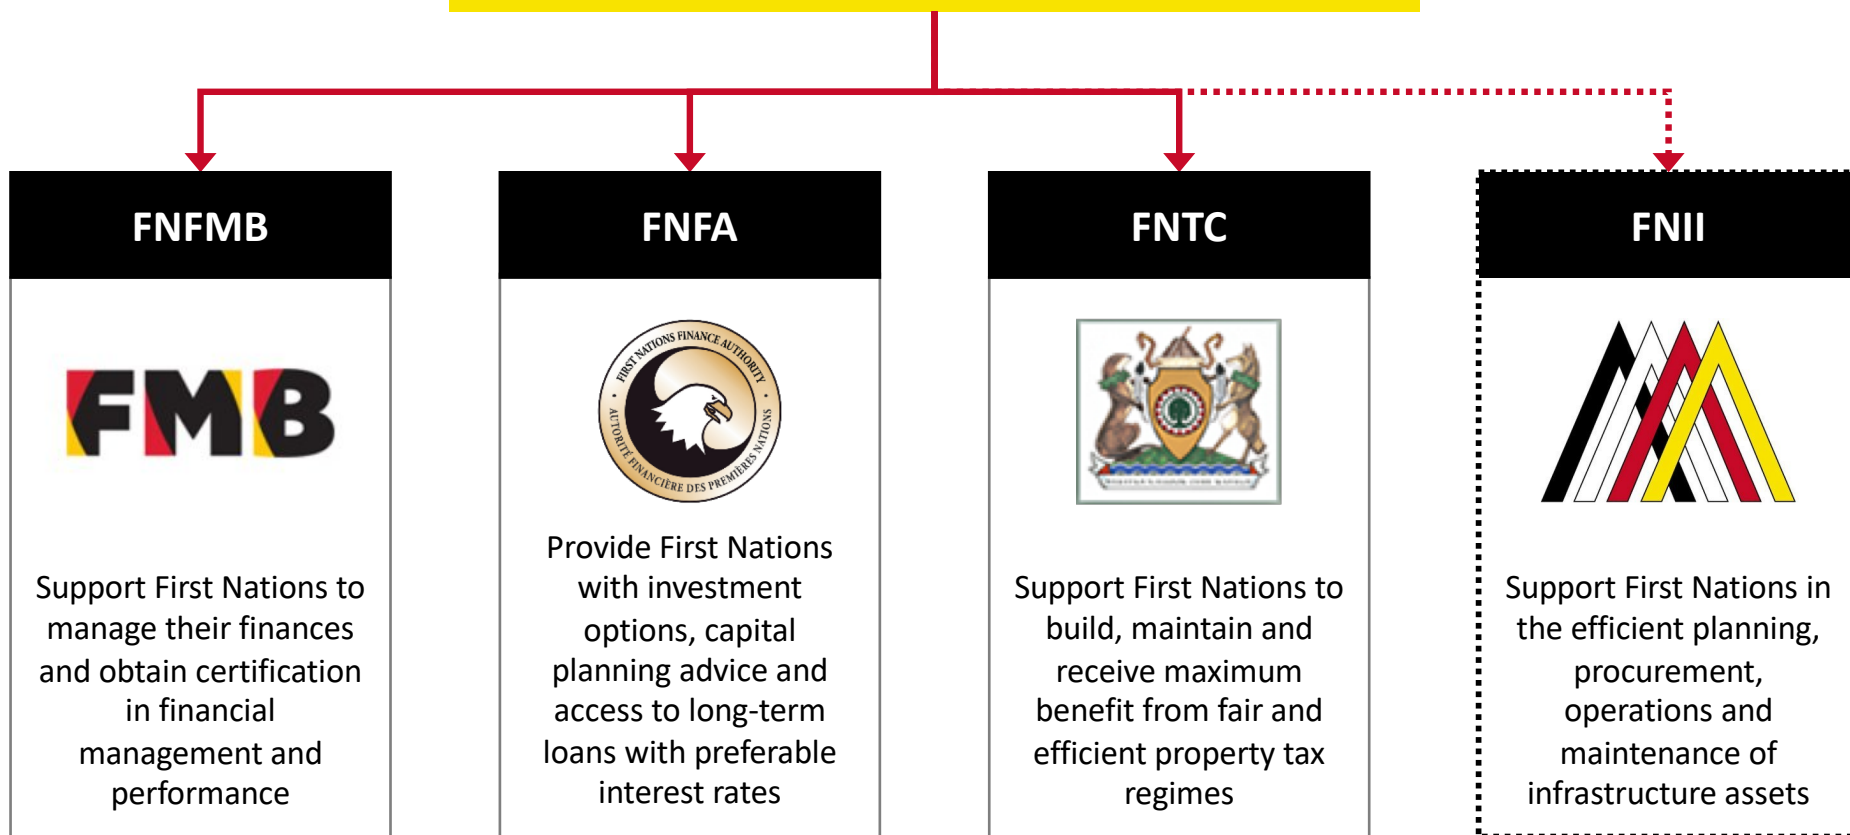 FNFMB
FNFA
FNTC
FNII
FMB
FIRST NATIONS FINANCE AUTHORITY
AUTORITÉ FINANCIÈRE DES PREMIÈRES NATIONS
Support First Nations to
manage their finances
and obtain certification
in financial
management and
performance
Provide First Nations
with investment
options, capital
planning advice and
access to long-term
loans with preferable
interest rates
Support First Nations to
build, maintain and
receive maximum
benefit from fair and
efficient property tax
regimes
Support First Nations in
the efficient planning,
procurement,
operations and
maintenance of
infrastructure assets